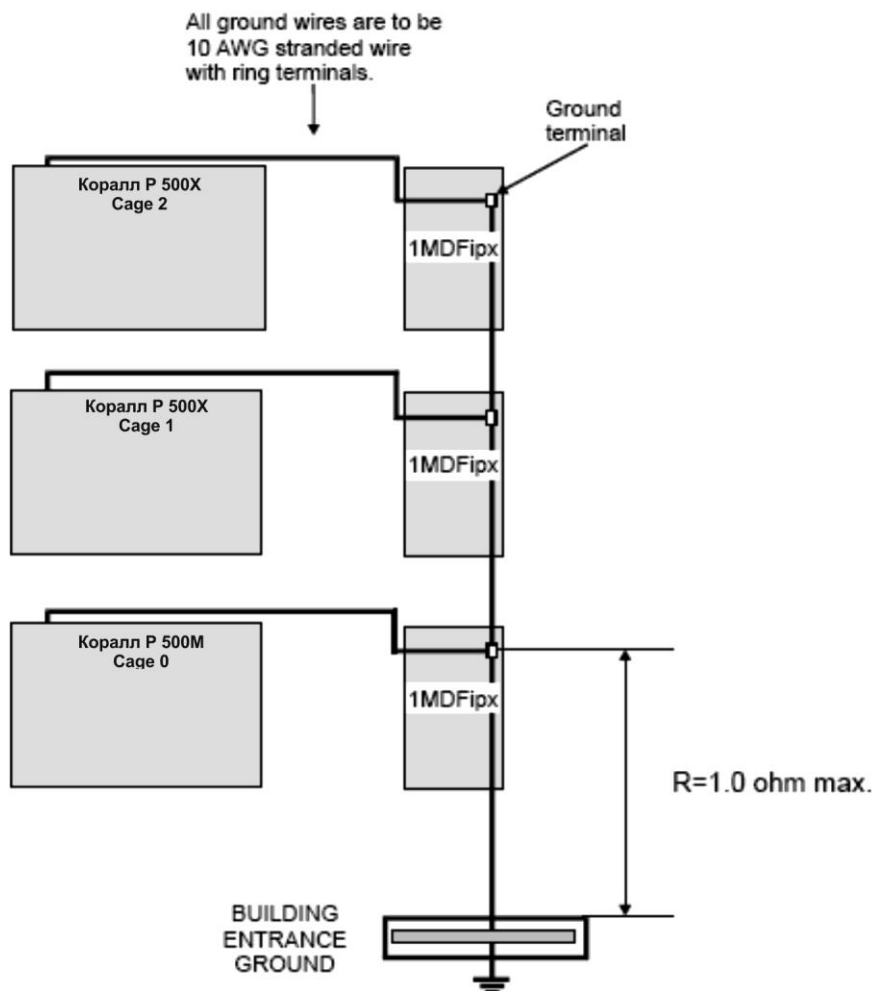 All ground wires are to be
10 AWG stranded wire
with ring terminals.
Ground
terminal
Коралл Р 500X
Cage 2
1MDFipx
Коралл Р 500X
Cage 1
1MDFipx
Коралл Р 500M
Cage 0
1MDFipx
R=1.0 ohm max.
BUILDING
ENTRANCE
GROUND